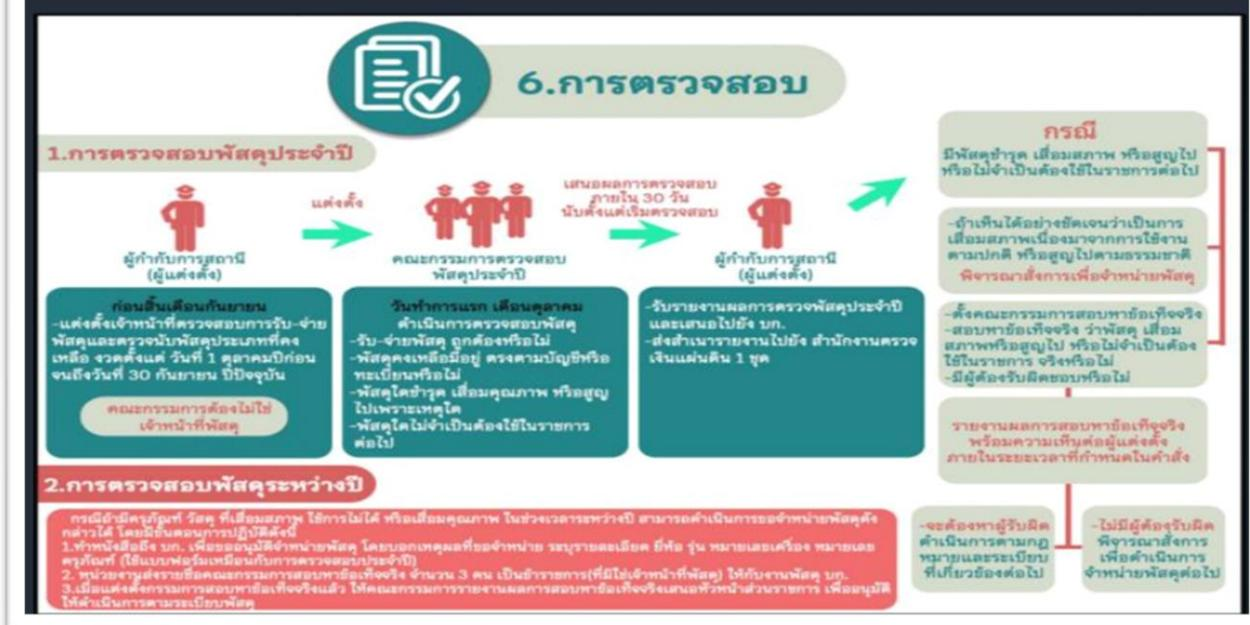 6.การตรวจสอบ
1.การตรวจสอบพัสดุประจำปี
ผู้กำกับการสถานี
(ผู้แต่งตั้ง)
แต่งตั้ง
คณะกรรมการตรวจสอบ
พัสดุประจำปี
เสนอผลการตรวจสอบ
ภายใน 30 วัน
นับตั้งแต่เริ่มตรวจสอบ
ผู้กำกับการสถานี
(ผู้แต่งตั้ง)
ก่อนสิ้นเดือนกันยายน
-แต่งตั้งเจ้าหน้าที่ตรวจสอบการรับ-จ่าย
พัสดุและตรวจนับพัสดุประเภทที่คง
เหลือ งวดตั้งแต่ วันที่ 1 ตุลาคมปีก่อน
จนถึงวันที่ 30 กันยายน ปีปัจจุบัน
คณะกรรมการต้องไม่ใช่
เจ้าหน้าที่พัสดุ
วันทำการแรก เดือนตุลาคม
ดำเนินการตรวจสอบพัสดุ
-รับ-จ่ายพัสดุ ถูกต้องหรือไม่
-พัสดุคงเหลือมีอยู่ ตรงตามบัญชีหรือ
ทะเบียนหรือไม่
-พัสดุใดชำรุด เสื่อมคุณภาพ หรือสูญ
ไปเพราะเหตุใด
-พัสดุใดไม่จำเป็นต้องใช้ในราชการ
ต่อไป
-รับรายงานผลการตรวจพัสดุประจำปี
และเสนอไปยัง บก.
-ส่งสำเนารายงานไปยัง สำนักงานตรวจ
เงินแผ่นดิน 1 ชุด
กรณี
มีพัสดุชำรุด เสื่อมสภาพ หรือสูญไป
หรือไม่จำเป็นต้องใช้ในราชการต่อไป
-ถ้าเห็นได้อย่างชัดเจนว่าเป็นการ
เสื่อมสภาพเนื่องมาจากการใช้งาน
ตามปกติ หรือสูญไปตามธรรมชาติ
พิจารณาสั่งการเพื่อจำหน่ายพัสดุ
-ตั้งคณะกรรมการสอบหาข้อเท็จจริง
-สอบหาข้อเท็จจริง ว่าพัสดุ เสื่อม
สภาพหรือสูญไป หรือไม่จำเป็นต้อง
ใช้ในราชการ จริงหรือไม่
-มีผู้ต้องรับผิดชอบหรือไม่
รายงานผลการสอบหาข้อเท็จจริง
พร้อมความเห็นต่อผู้แต่งตั้ง
ภายในระยะเวลาที่กำหนดในคำสั่ง
-จะต้องหาผู้รับผิด
ดำเนินการตามกฎ
หมายและระเบียบ
ที่เกี่ยวข้องต่อไป
-ไม่มีผู้ต้องรับผิด
พิจารณาสั่งการ
เพื่อดำเนินการ
จำหน่ายพัสดุต่อไป
2.การตรวจสอบพัสดุระหว่างปี
กรณีถ้ามีครุภัณฑ์ วัสดุ ที่เสื่อมสภาพ ใช้การไม่ได้ หรือเสื่อมคุณภาพ ในช่วงเวลาระหว่างปี สามารถดำเนินการขอจำหน่ายพัสดุดัง
กล่าวได้ โดยมีขั้นตอนการปฏิบัติดังนี้
1.ทำหนังสือถึง บก. เพื่อขออนุมัติจำหน่ายพัสดุ โดยบอกเหตุผลที่ขอจำหน่าย ระบุรายละเอียด ยี่ห้อ รุ่น หมายเลขเครื่อง หมายเลข
ครุภัณฑ์ (ใช้แบบฟอร์มเหมือนกับการตรวจสอบประจำปี)
2. หน่วยงานส่งรายชื่อคณะกรรมการสอบหาข้อเท็จจริง จำนวน 3 คน เป็นข้าราชการ(ที่มิใช่เจ้าหน้าที่พัสดุ) ให้กับงานพัสดุ บก.
3.เมื่อแต่งตั้งกรรมการสอบหาข้อเท็จจริงแล้ว ให้คณะกรรมการรายงานผลการสอบหาข้อเท็จจริงเสนอหัวหน้าส่วนราชการ เพื่ออนุมัติ
ให้ดำเนินการตามระเบียบพัสดุ